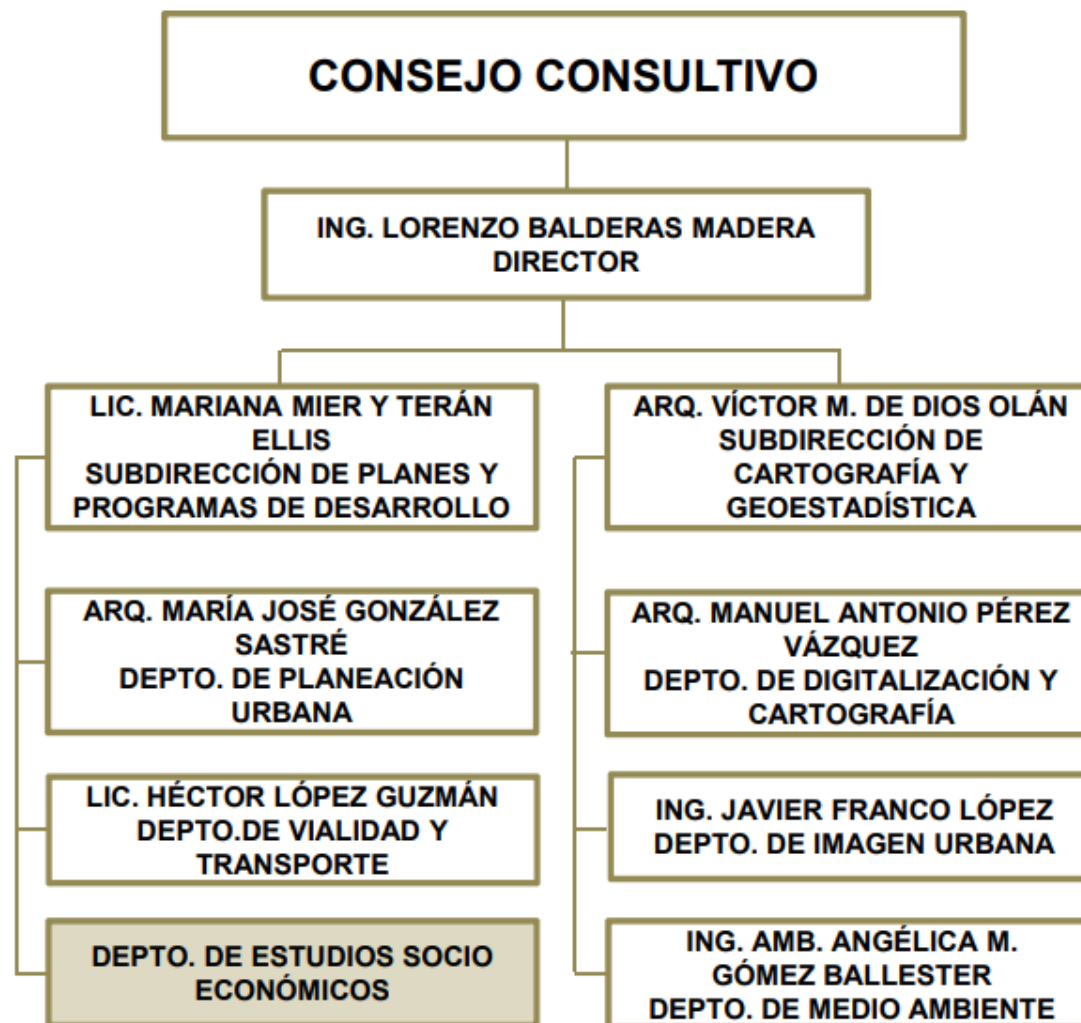 CONSEJO CONSULTIVO
ING. LORENZO BALDERAS MADERA
DIRECTOR
LIC. MARIANA MIER Y TERÁN
ELLIS
SUBDIRECCIÓN DE PLANES Y
PROGRAMAS DE DESARROLLO
ARQ. VÍCTOR M. DE DIOS OLÁN
SUBDIRECCIÓN DE
CARTOGRAFÍA Y
GEOESTADÍSTICA
ARQ. MARÍA JOSÉ GONZÁLEZ
SASTRÉ
DEPTO. DE PLANEACIÓN
URBANA
ARQ. MANUEL ANTONIO PÉREZ
VÁZQUEZ
DEPTO. DE DIGITALIZACIÓN Y
CARTOGRAFÍA
LIC. HÉCTOR LÓPEZ GUZMÁN
DEPTO.DE VIALIDAD Y
TRANSPORTE
ING. JAVIER FRANCO LÓPEZ
DEPTO. DE IMAGEN URBANA
DEPTO. DE ESTUDIOS SOCIO
ECONÓMICOS
ING. AMB. ANGÉLICA M.
GÓMEZ BALLESTER
DEPTO. DE MEDIO AMBIENTE